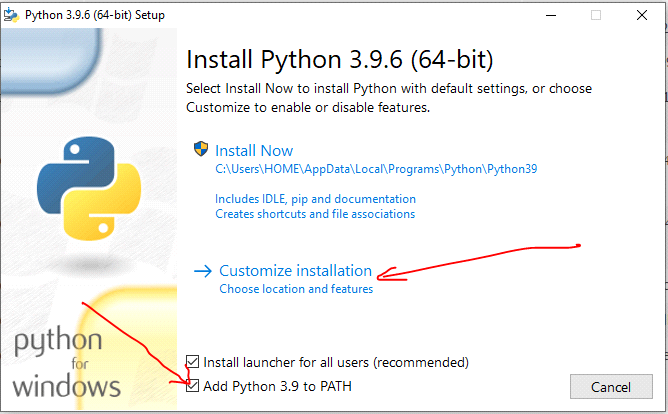 Python 3.9.6 (64-bit) Setup
Install Python 3.9.6 (64-bit)
Select Install Now to install Python with default settings, or choose
Customize to enable or disable features.
Install Now
C:\Users\HOME\AppData\Local\Programs\Python\Python39
Includes IDLE, pip and documentation
Creates shortcuts and file associations
Customize installation
Choose location and features
python
for
windows
Install launcher for all users (recommended)
Add Python 3.9 to PATH
Cancel